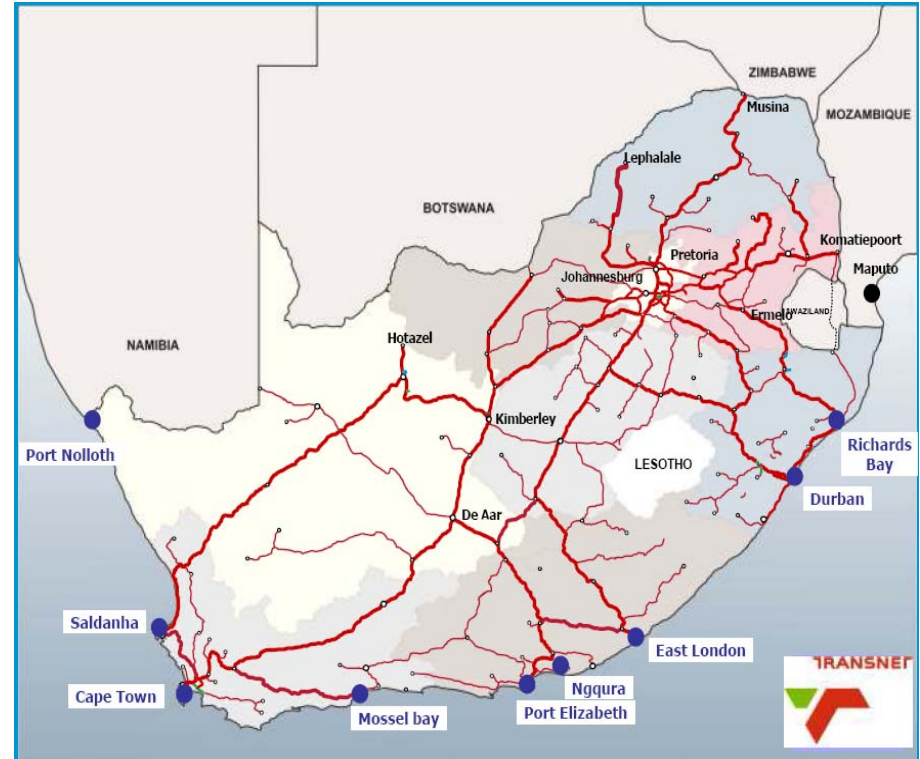 ZIMBABWE
Musina
MOZAMBIQUE
Lephalale
BOTSWANA
Komatiepoort
Pretoria
Maputo
Johannesburg
Ermelo
SWAZILAND
Hotazel
NAMIBIA
Kimberley
Port Nolloth
Richards
Bay
LESOTHO
Durban
De Aar
Saldanha
East London
TRANSNET
Ngqura
Cape Town
Mossel bay
Port Elizabeth